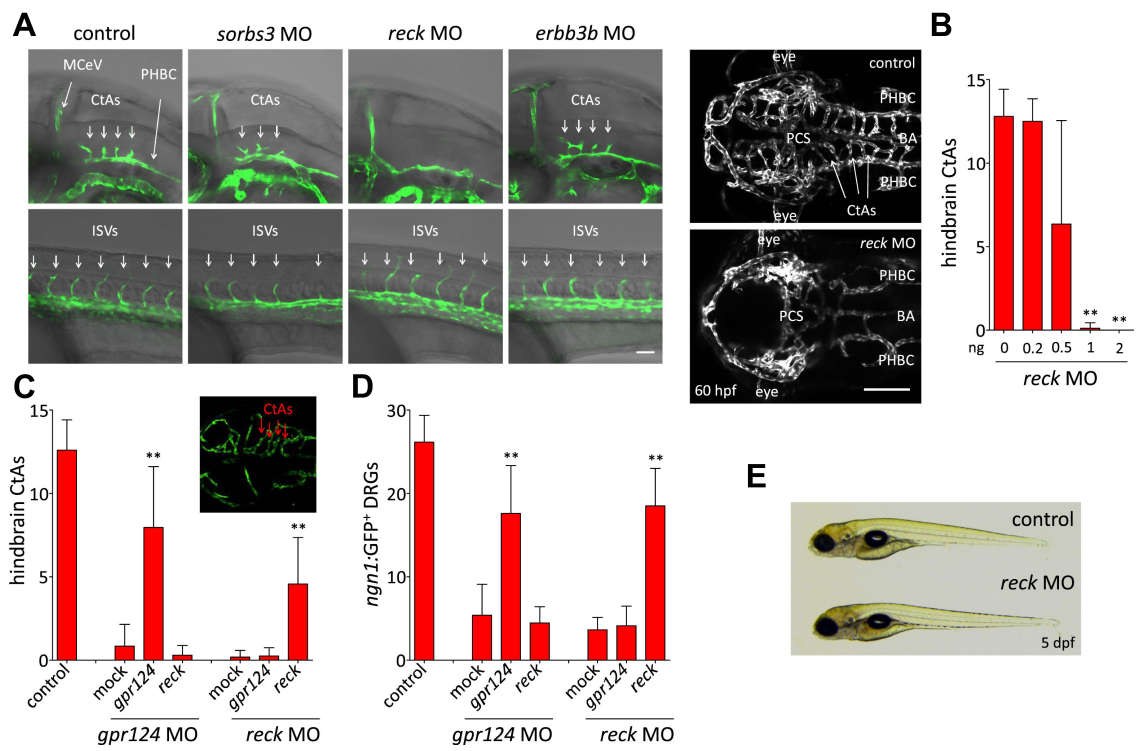 A
control
sorbs3 MO
reck MO
erbb3b MO
MCeV
PHBC
CtAs
CtAs
CtAs
ISVs
ISVs
ISVs
ISVs
eye
control
PHBC
PCS
BA
PHBC
CtAs
eye
eye
reck MO
PHBC
PCS
BA
PHBC
60 hpf
eye
B
hindbrain CtAs
15
10
5
0
**
**
ng
0 0.2 0.5 1 2
reck MO
C
hindbrain CtAs
15
10
5
0
CtAs
**
**
control
mock
gpr124
reck
mock
gpr124
reck
gpr124 MO
reck MO
D
ngn1:GFP+ DRGs
30
20
10
0
**
**
control
mock
gpr124
reck
mock
gpr124
reck
gpr124 MO
reck MO
E
control
reck MO
5 dpf